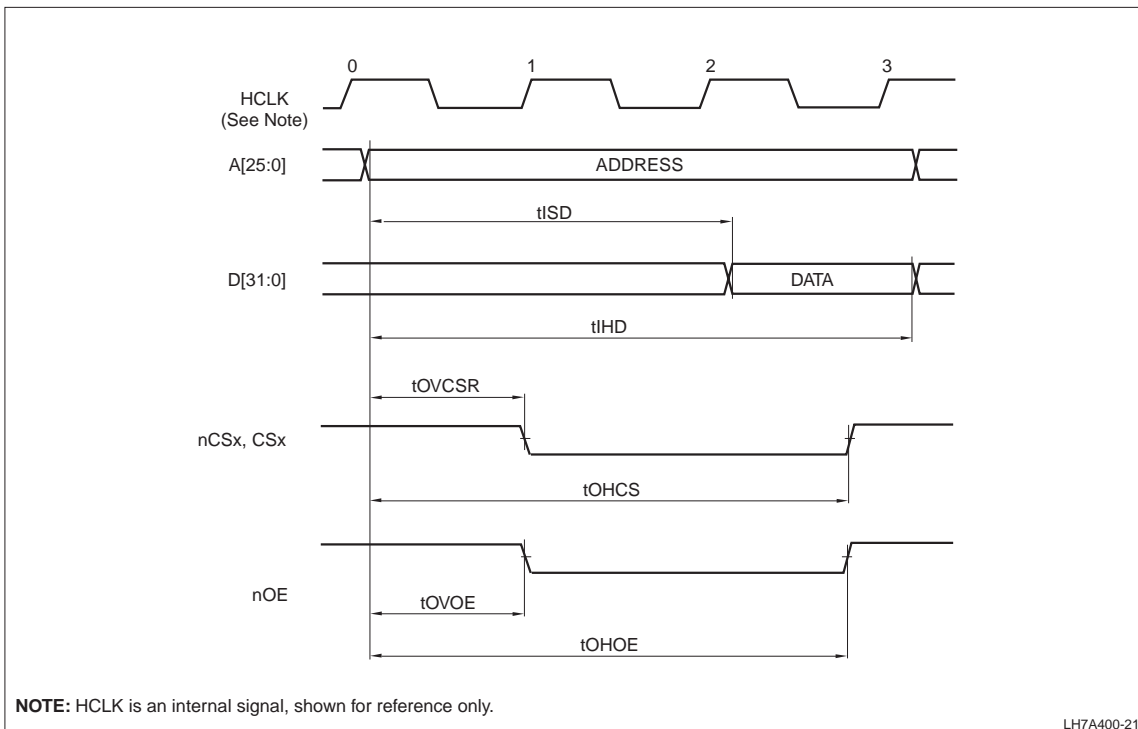 0 1 2 3
HCLK
(See Note)
A[25:0] ADDRESS
tISD
D[31:0] DATA
tIHD
tOVCSR
nCSx, CSx
tOHCS
nOE
tOVOE
tOHOE
NOTE: HCLK is an internal signal, shown for reference only.
LH7A400-21